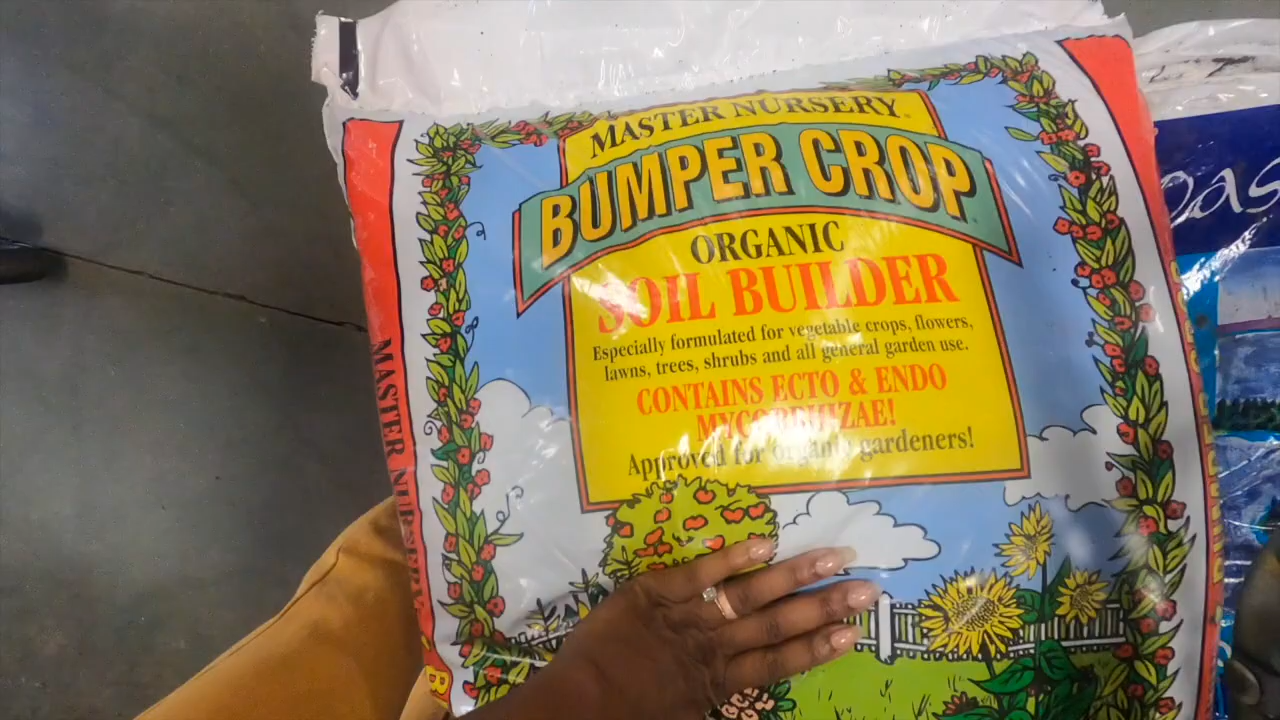 MASTER NURSERY
BUMPER CROP
ORGANIC
SOIL BUILDER
Especially formulated for vegetable crops, flowers,
lawns, trees, shrubs and all general garden use.
CONTAINS ECTO & ENDO
MYCORRHIZAE!
Approved for organic gardeners!
MASTER NURSERY
B
oas